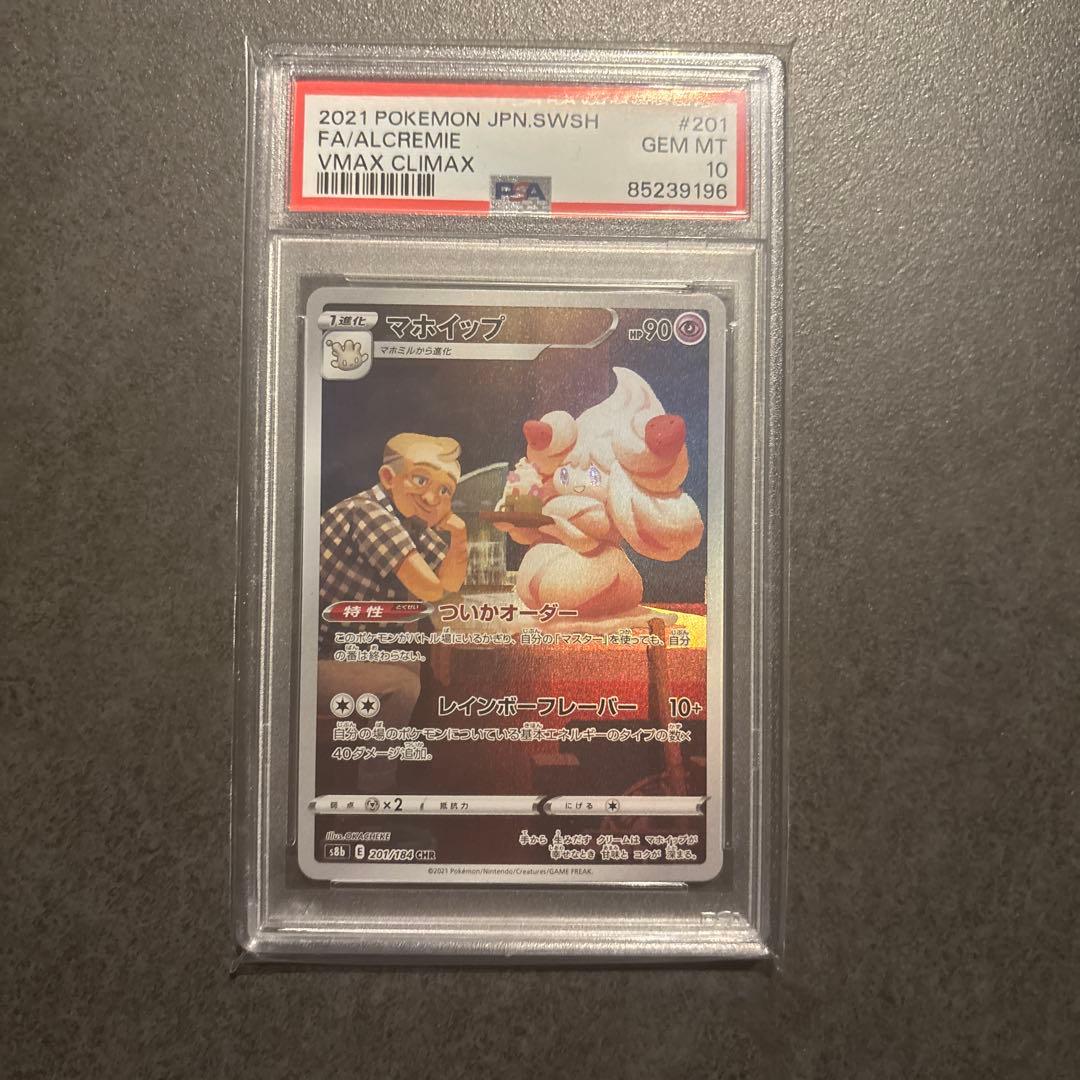 2021 POKEMON JPN.SWSH #201
FA/ALCREMIE GEM MT
VMAX CLIMAX 10
PSA 85239196
1進化 マホイップ HP90
マホミルから進化
特性 とくせい ついかオーダー
このポケモンがバトル場にいるかぎり、自分の「マスター」を使っても、自分
の番は終わらない。
レインボーフレーバー 10+
自分の場のポケモンについている基本エネルギーのタイプの数×
40ダメージ追加。
弱点 ×2 抵抗力 にげる
Illus.OKACHEKE
手から 生みだす クリームは マホイップが
s8b E 201/184 CHR
幸せなとき 甘味と コクが 深まる。
©2021 Pokémon/Nintendo/Creatures/GAME FREAK.